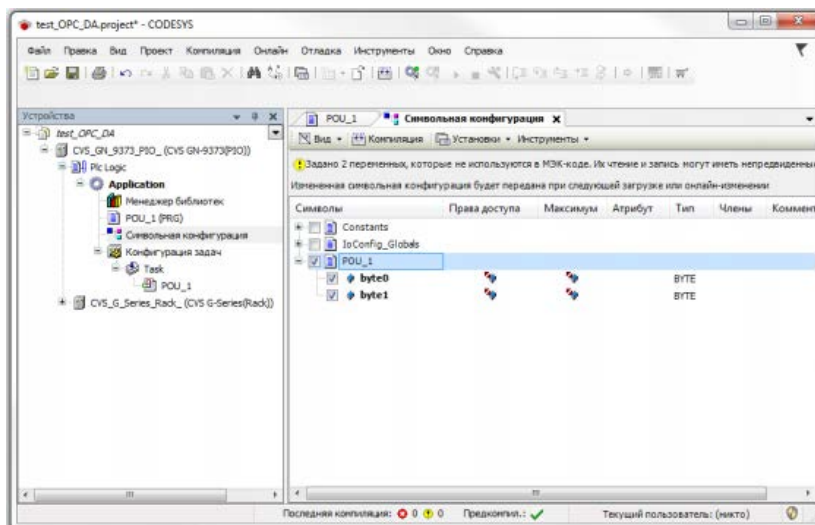 test_OPC_DA.project* - CODESYS
Файл Правка Вид Проект Компиляция Онлайн Отладка Инструменты Окно Справка
Устройства
POU_1 Символьная конфигурация
test_OPC_DA
Вид Компиляция Установки Инструменты
CVS_GN_9373_PIO_ (CVS GN-9373(PIO))
Plc Logic
Задано 2 переменных, которые не используются в МЭК-коде. Их чтение и запись могут иметь непредвиденны
Application
Измененная символьная конфигурация будет передана при следующей загрузке или онлайн-изменении
Менеджер библиотек
Символы Права доступа Максимум Атрибут Тип Члены Коммент
POU_1 (PRG)
Constants
Символьная конфигурация
IoConfig_Globals
Конфигурация задач
POU_1
Task
byte0 BYTE
POU_1
byte1 BYTE
CVS_G_Series_Rack_ (CVS G-Series(Rack))
Последняя компиляция: 0 0 Предкомпил.: Текущий пользователь: (никто)